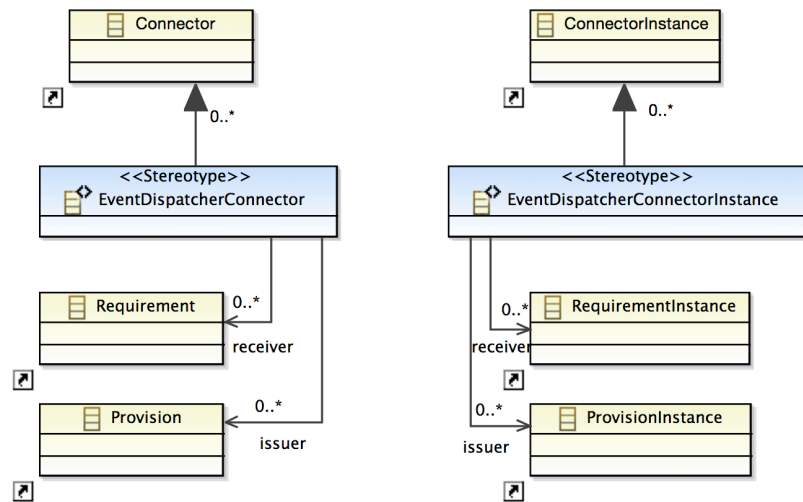 Connector
0..*
<<Stereotype>>
EventDispatcherConnector
Requirement
0..*
receiver
Provision
0..*
issuer
ConnectorInstance
0..*
<<Stereotype>>
EventDispatcherConnectorInstance
RequirementInstance
0..*
receiver
ProvisionInstance
0..*
issuer